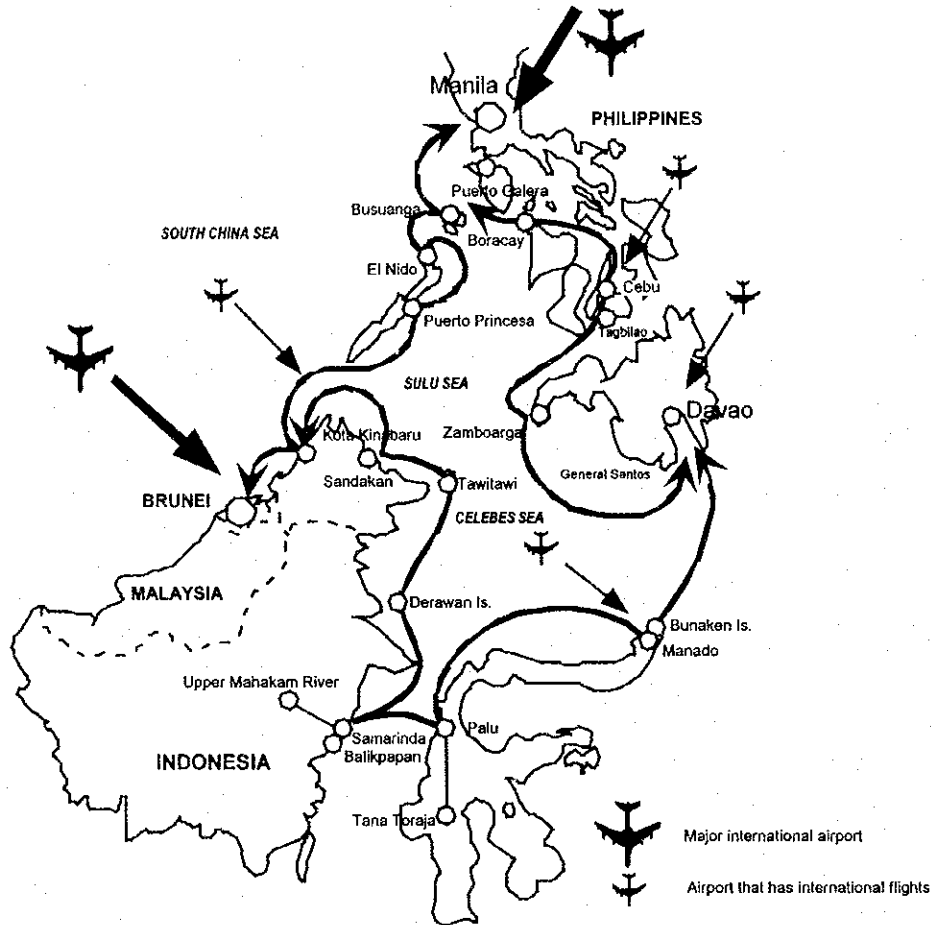 Manila
PHILIPPINES
Puerto Galera
Busuanga
SOUTH CHINA SEA
Boracay
El Nido
Cebu
Puerto Princesa
Tagbilao
SULU SEA
Davao
Zamboarga
Kota Kinabaru
General Santos
Sandakan
Tawitawi
BRUNEI
CELEBES SEA
MALAYSIA
Derawan Is.
Bunaken Is.
Manado
Upper Mahakam River
Samarinda
Palu
Balikpapan
INDONESIA
Tana Toraja
Major international airport
Airport that has international flights